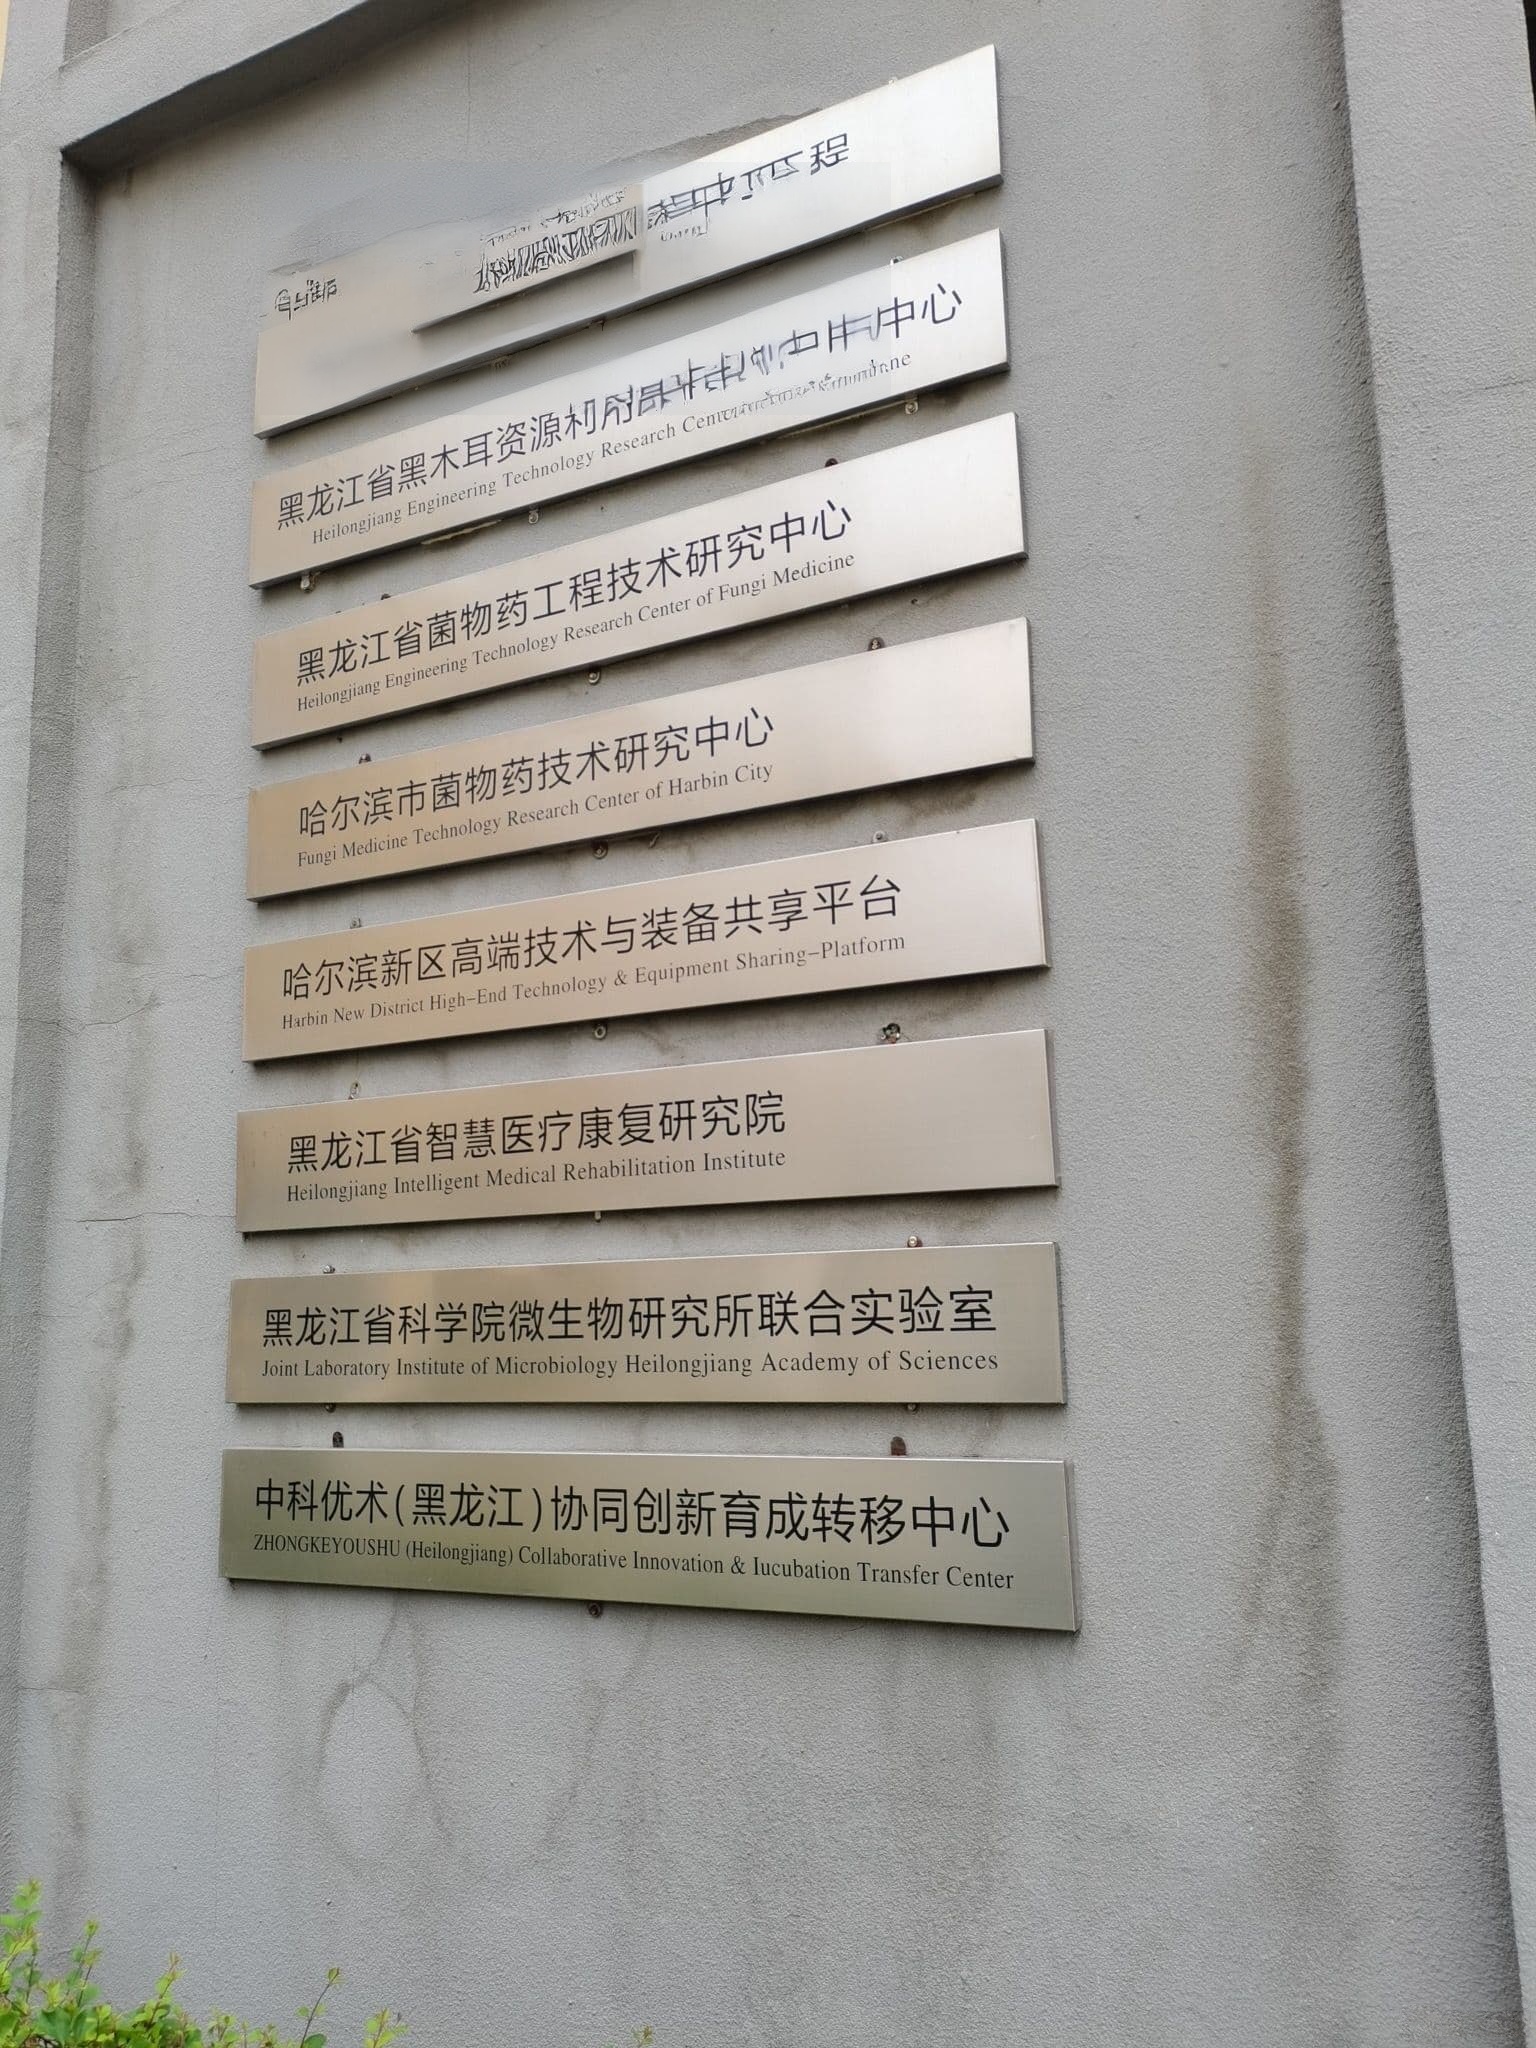 程
黑龙江省黑木耳资源利用 中心
Heilongjiang Engineering Technology Research
黑龙江省菌物药工程技术研究中心
Heilongjiang Engineering Technology Research Center of Fungi Medicine
哈尔滨市菌物药技术研究中心
Fungi Medicine Technology Research Center of Harbin City
哈尔滨新区高端技术与装备共享平台
Harbin New District High-End Technology & Equipment Sharing-Platform
黑龙江省智慧医疗康复研究院
Heilongjiang Intelligent Medical Rehabilitation Institute
黑龙江省科学院微生物研究所联合实验室
Joint Laboratory Institute of Microbiology Heilongjiang Academy of Sciences
中科优术(黑龙江)协同创新育成转移中心
ZHONGKEYOUSHU (Heilongjiang) Collaborative Innovation & Iucubation Transfer Center